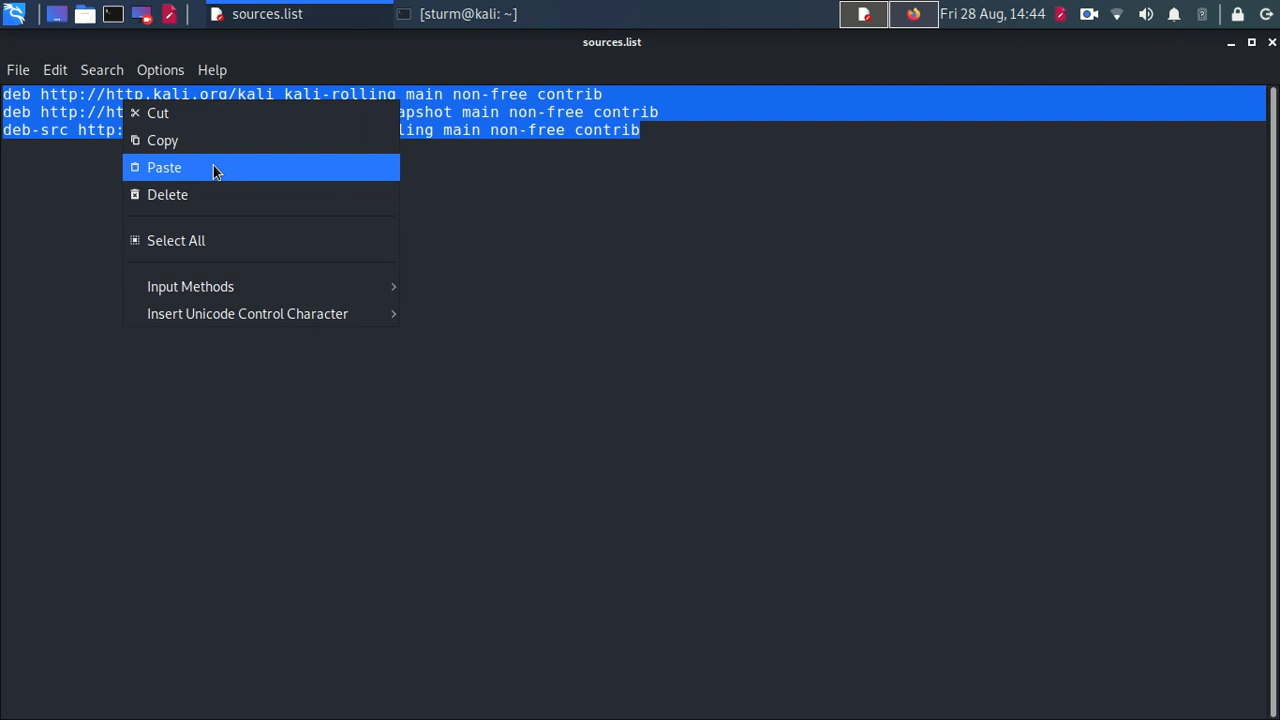 sources.list
[sturm@kali: ~]
Fri 28 Aug, 14:44
sources.list
File Edit Search Options Help
deb http://http.kali.org/kali kali-rolling main non-free contrib
deb http://ht apshot main non-free contrib
deb-src http: ling main non-free contrib
Cut
Copy
Paste
Delete
Select All
Input Methods
Insert Unicode Control Character